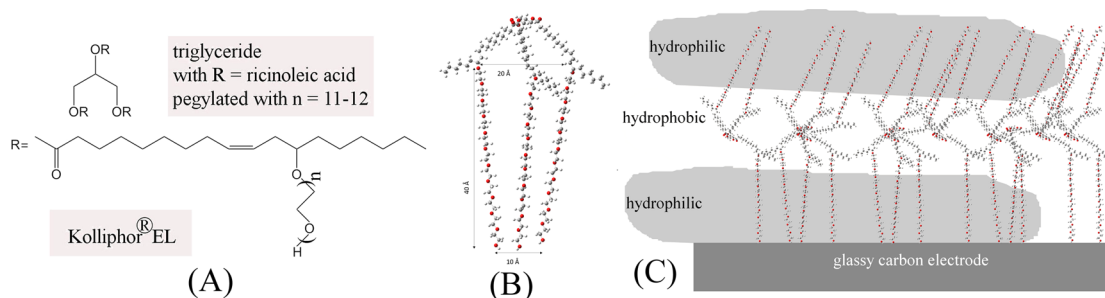 OR
OR
OR
triglyceride
with R = ricinoleic acid
pegylated with n = 11-12
R=
O
O
n
O
H
Kolliphor®EL
(A)
20 Å
40 Å
10 Å
(B)
hydrophilic
hydrophobic
hydrophilic
glassy carbon electrode
(C)